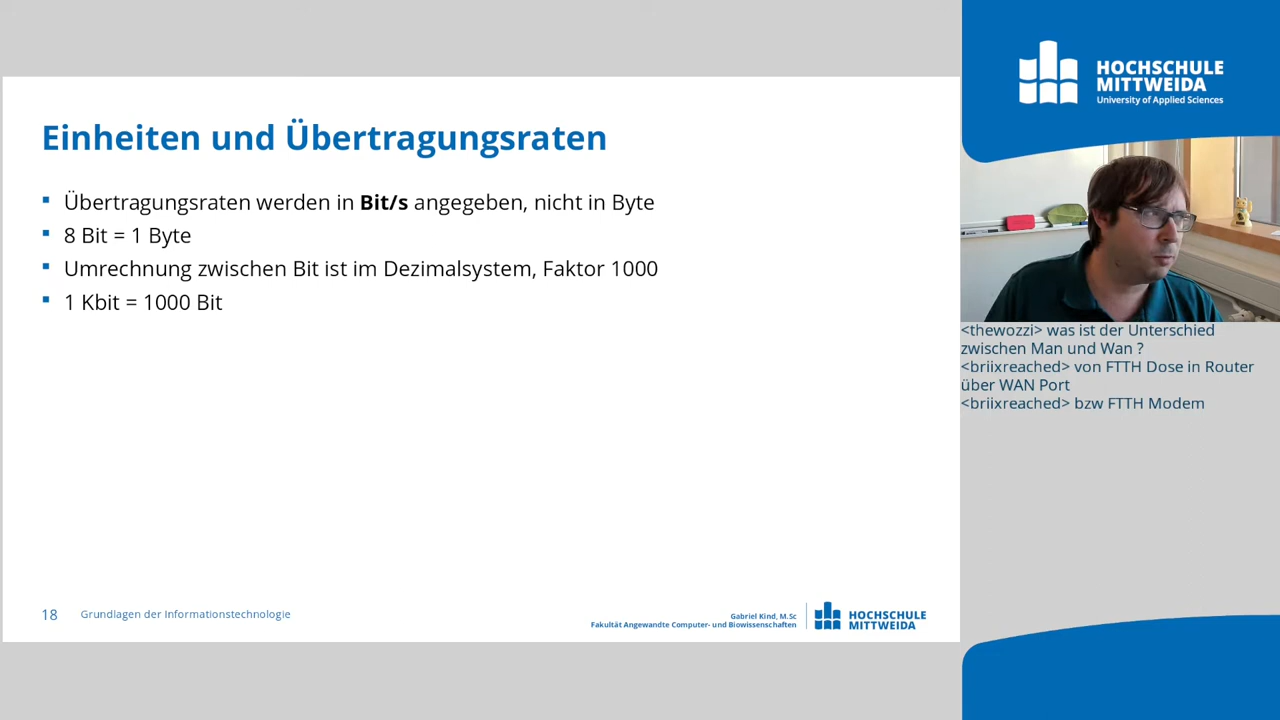 Einheiten und Übertragungsraten
Übertragungsraten werden in Bit/s angegeben, nicht in Byte
8 Bit = 1 Byte
Umrechnung zwischen Bit ist im Dezimalsystem, Faktor 1000
1 Kbit = 1000 Bit
18
Grundlagen der Informationstechnologie
Gabriel Kind, M.Sc
Fakultät Angewandte Computer- und Biowissenschaften
HOCHSCHULE
MITTWEIDA
HOCHSCHULE
MITTWEIDA
University of Applied Sciences
<thewozzi> was ist der Unterschied
zwischen Man und Wan ?
<briixreached> von FTTH Dose in Router
über WAN Port
<briixreached> bzw FTTH Modem